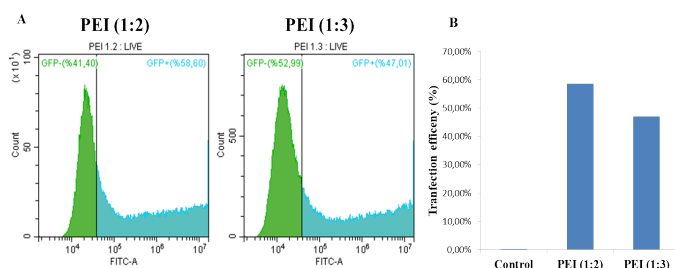 A
PEI (1:2)
PEI (1:3)
B
PEI 1.2 : LIVE
PEI 1.3 : LIVE
GFP-(%41,40)
GFP+(%58,60)
GFP-(%52,99)
GFP+(%47,01)
(x 10¹)
100
50
0
Count
10⁴
10⁵
10⁶
10⁷
FITC-A
500
0
Count
10⁴
10⁵
10⁶
10⁷
FITC-A
Tranfection efficeny (%)
70,00%
60,00%
50,00%
40,00%
30,00%
20,00%
10,00%
0,00%
Control
PEI (1:2)
PEI (1:3)